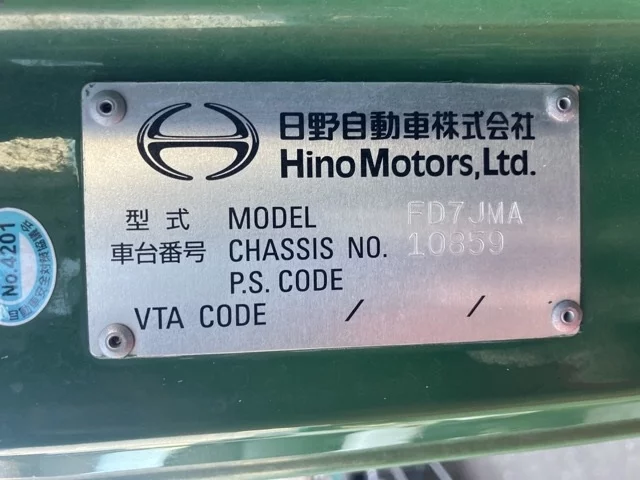 日野自動車株式会社
Hino Motors, Ltd.
型式 MODEL FD7JMA
車台番号 CHASSIS NO. 10859
P.S. CODE
VTA CODE / /
No.4201